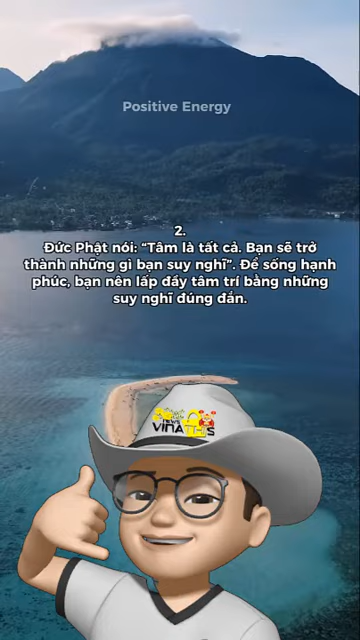 Positive Energy
2.
Đức Phật nói: “Tâm là tất cả. Bạn sẽ trở
thành những gì bạn suy nghĩ”. Để sống hạnh
phúc, bạn nên lấp đầy tâm trí bằng những
suy nghĩ đúng đắn.
NEWS